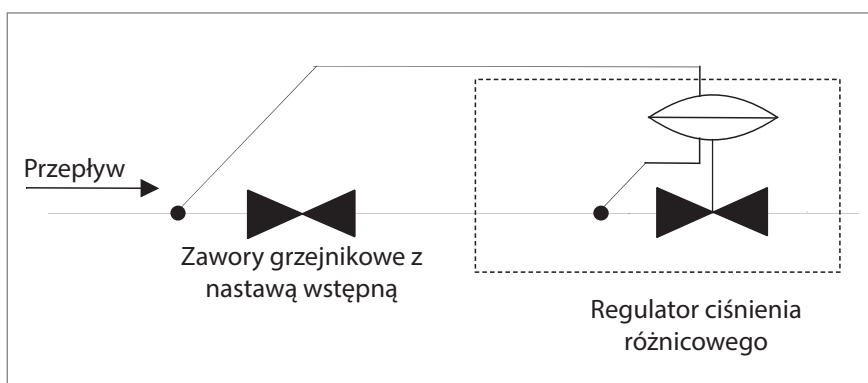 Przepływ
Zawory grzejnikowe z
nastawą wstępną
Regulator ciśnienia
różnicowego